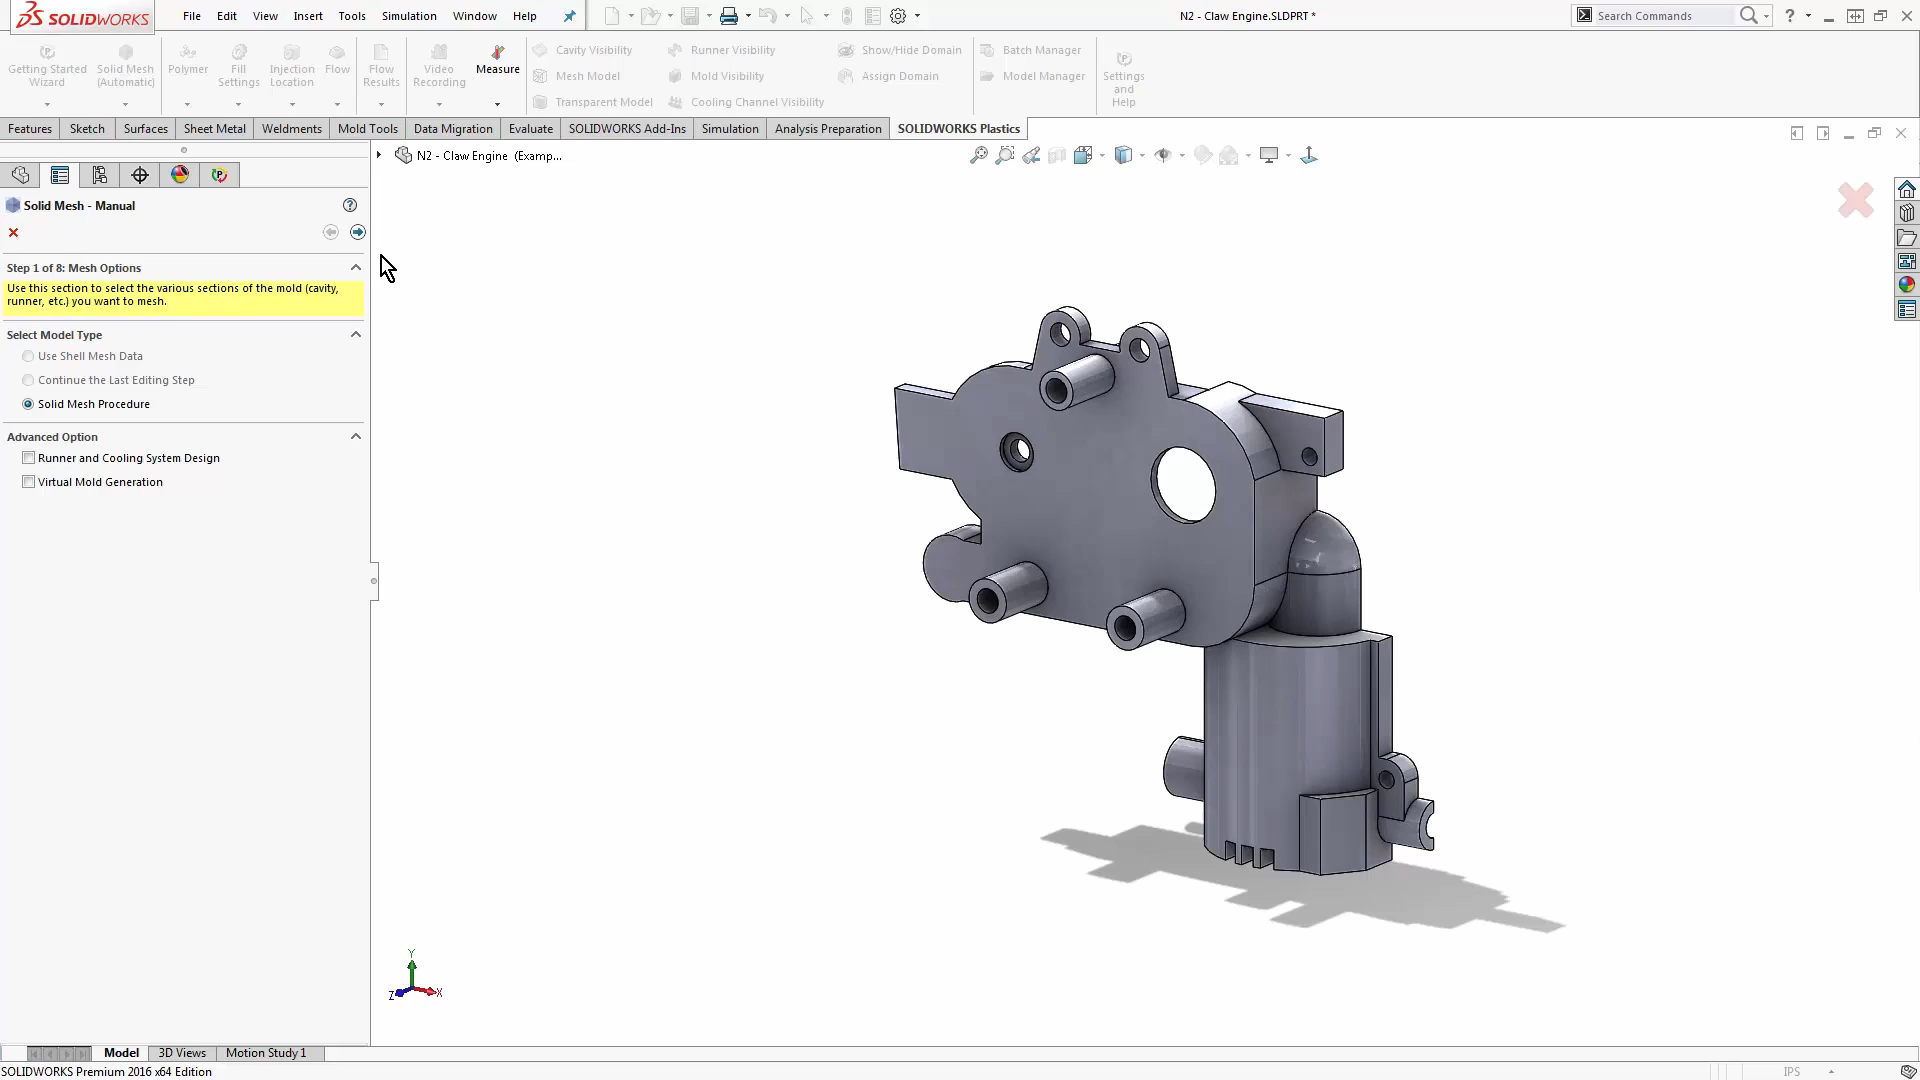 SOLIDWORKS
File Edit View Insert Tools Simulation Window Help
N2 - Claw Engine.SLDPRT *
Search Commands
Getting Started Wizard
Solid Mesh (Automatic)
Polymer
Fill Settings
Injection Location
Flow
Flow Results
Video Recording
Measure
Cavity Visibility
Mesh Model
Transparent Model
Runner Visibility
Mold Visibility
Cooling Channel Visibility
Show/Hide Domain
Assign Domain
Batch Manager
Model Manager
Settings and Help
Features Sketch Surfaces Sheet Metal Weldments Mold Tools Data Migration Evaluate SOLIDWORKS Add-Ins Simulation Analysis Preparation SOLIDWORKS Plastics
N2 - Claw Engine (Examp...
Solid Mesh - Manual
Step 1 of 8: Mesh Options
Use this section to select the various sections of the mold (cavity,
runner, etc.) you want to mesh.
Select Model Type
Use Shell Mesh Data
Continue the Last Editing Step
Solid Mesh Procedure
Advanced Option
Runner and Cooling System Design
Virtual Mold Generation
Y
Z
X
Model 3D Views Motion Study 1
SOLIDWORKS Premium 2016 x64 Edition
IPS